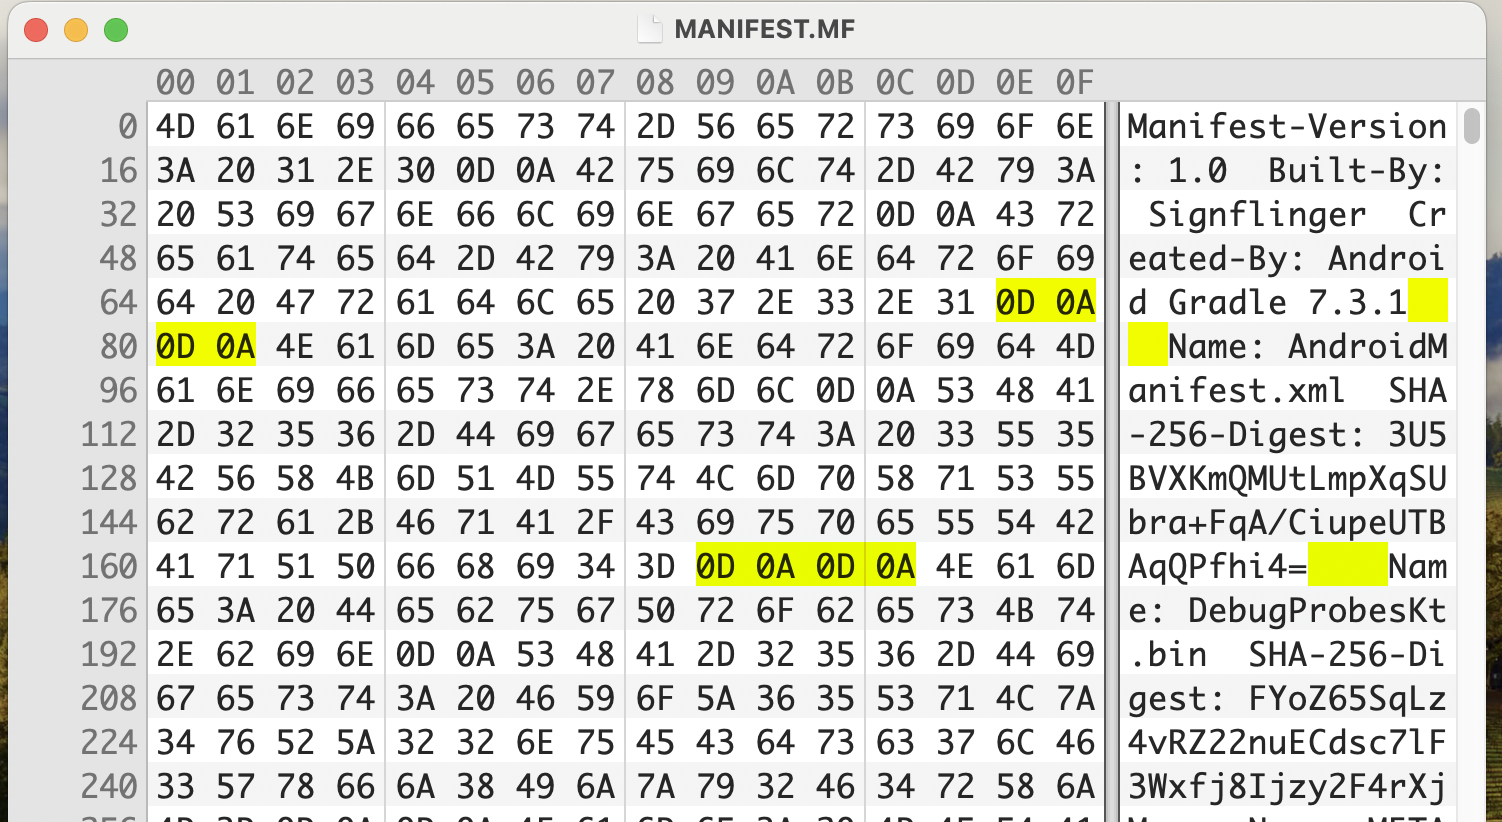 MANIFEST.MF
00 01 02 03 04 05 06 07 08 09 0A 0B 0C 0D 0E 0F
0 4D 61 6E 69 66 65 73 74 2D 56 65 72 73 69 6F 6E Manifest-Version
16 3A 20 31 2E 30 0D 0A 42 75 69 6C 74 2D 42 79 3A : 1.0  Built-By:
32 20 53 69 67 6E 66 6C 69 6E 67 65 72 0D 0A 43 72  Signflinger  Cr
48 65 61 74 65 64 2D 42 79 3A 20 41 6E 64 72 6F 69 eated-By: Androi
64 64 20 47 72 61 64 6C 65 20 37 2E 33 2E 31 0D 0A d Gradle 7.3.1
80 0D 0A 4E 61 6D 65 3A 20 41 6E 64 72 6F 69 64 4D Name: AndroidM
96 61 6E 69 66 65 73 74 2E 78 6D 6C 0D 0A 53 48 41 anifest.xml  SHA
112 2D 32 35 36 2D 44 69 67 65 73 74 3A 20 33 55 35 -256-Digest: 3U5
128 42 56 58 4B 6D 51 4D 55 74 4C 6D 70 58 71 53 55 BVXKmQMUtLmpXqSU
144 62 72 61 2B 46 71 41 2F 43 69 75 70 65 55 54 42 bra+FqA/CiupeUTB
160 41 71 51 50 66 68 69 34 3D 0D 0A 0D 0A 4E 61 6D AqQPfhi4=    Nam
176 65 3A 20 44 65 62 75 67 50 72 6F 62 65 73 4B 74 e: DebugProbesKt
192 2E 62 69 6E 0D 0A 53 48 41 2D 32 35 36 2D 44 69 .bin  SHA-256-Di
208 67 65 73 74 3A 20 46 59 6F 5A 36 35 53 71 4C 7A gest: FYoZ65SqLz
224 34 76 52 5A 32 32 6E 75 45 43 64 73 63 37 6C 46 4vRZ22nuECdsc7lF
240 33 57 78 66 6A 38 49 6A 7A 79 32 46 34 72 58 6A 3Wxfj8Ijzy2F4rXj